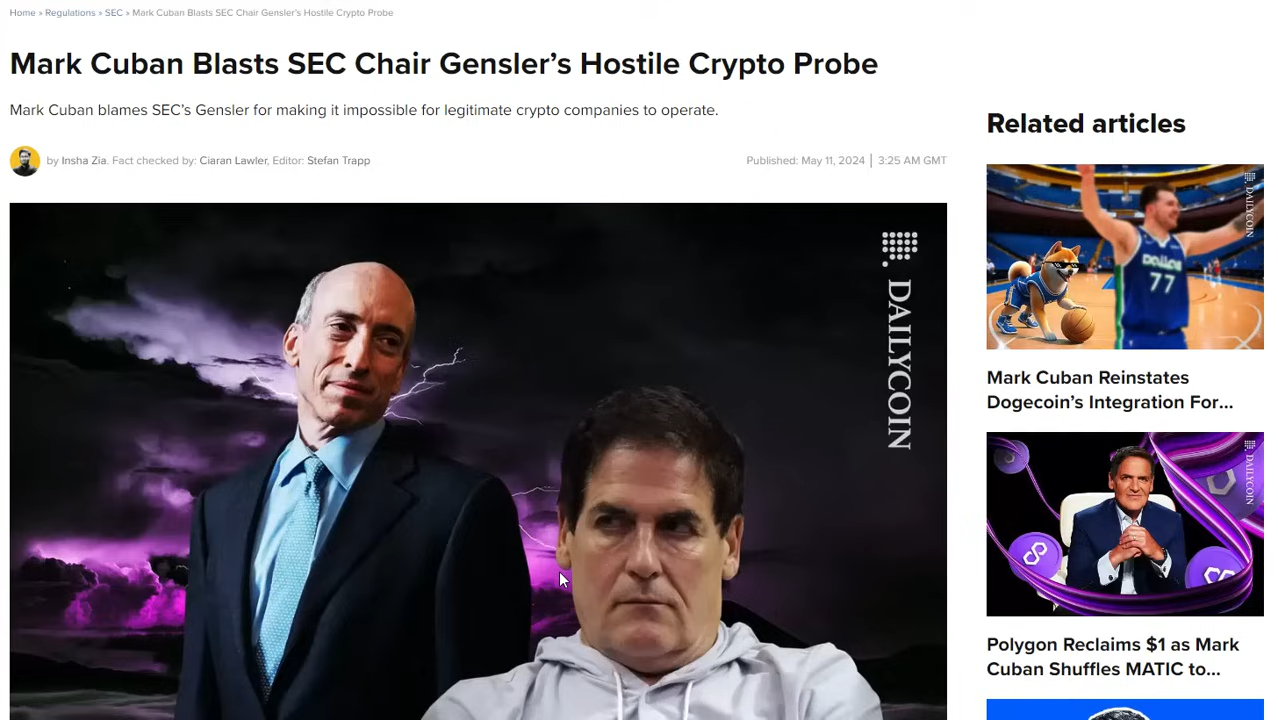 Home » Regulations » SEC » Mark Cuban Blasts SEC Chair Gensler's Hostile Crypto Probe
Mark Cuban Blasts SEC Chair Gensler's Hostile Crypto Probe
Mark Cuban blames SEC's Gensler for making it impossible for legitimate crypto companies to operate.
by Insha Zia. Fact checked by: Ciaran Lawler, Editor: Stefan Trapp
Published: May 11, 2024 | 3:25 AM GMT
DAILYCOIN
Related articles
DAILYCOIN
DALLAS
77
Mark Cuban Reinstates
Dogecoin's Integration For...
DAILYCOIN
Polygon Reclaims $1 as Mark
Cuban Shuffles MATIC to...